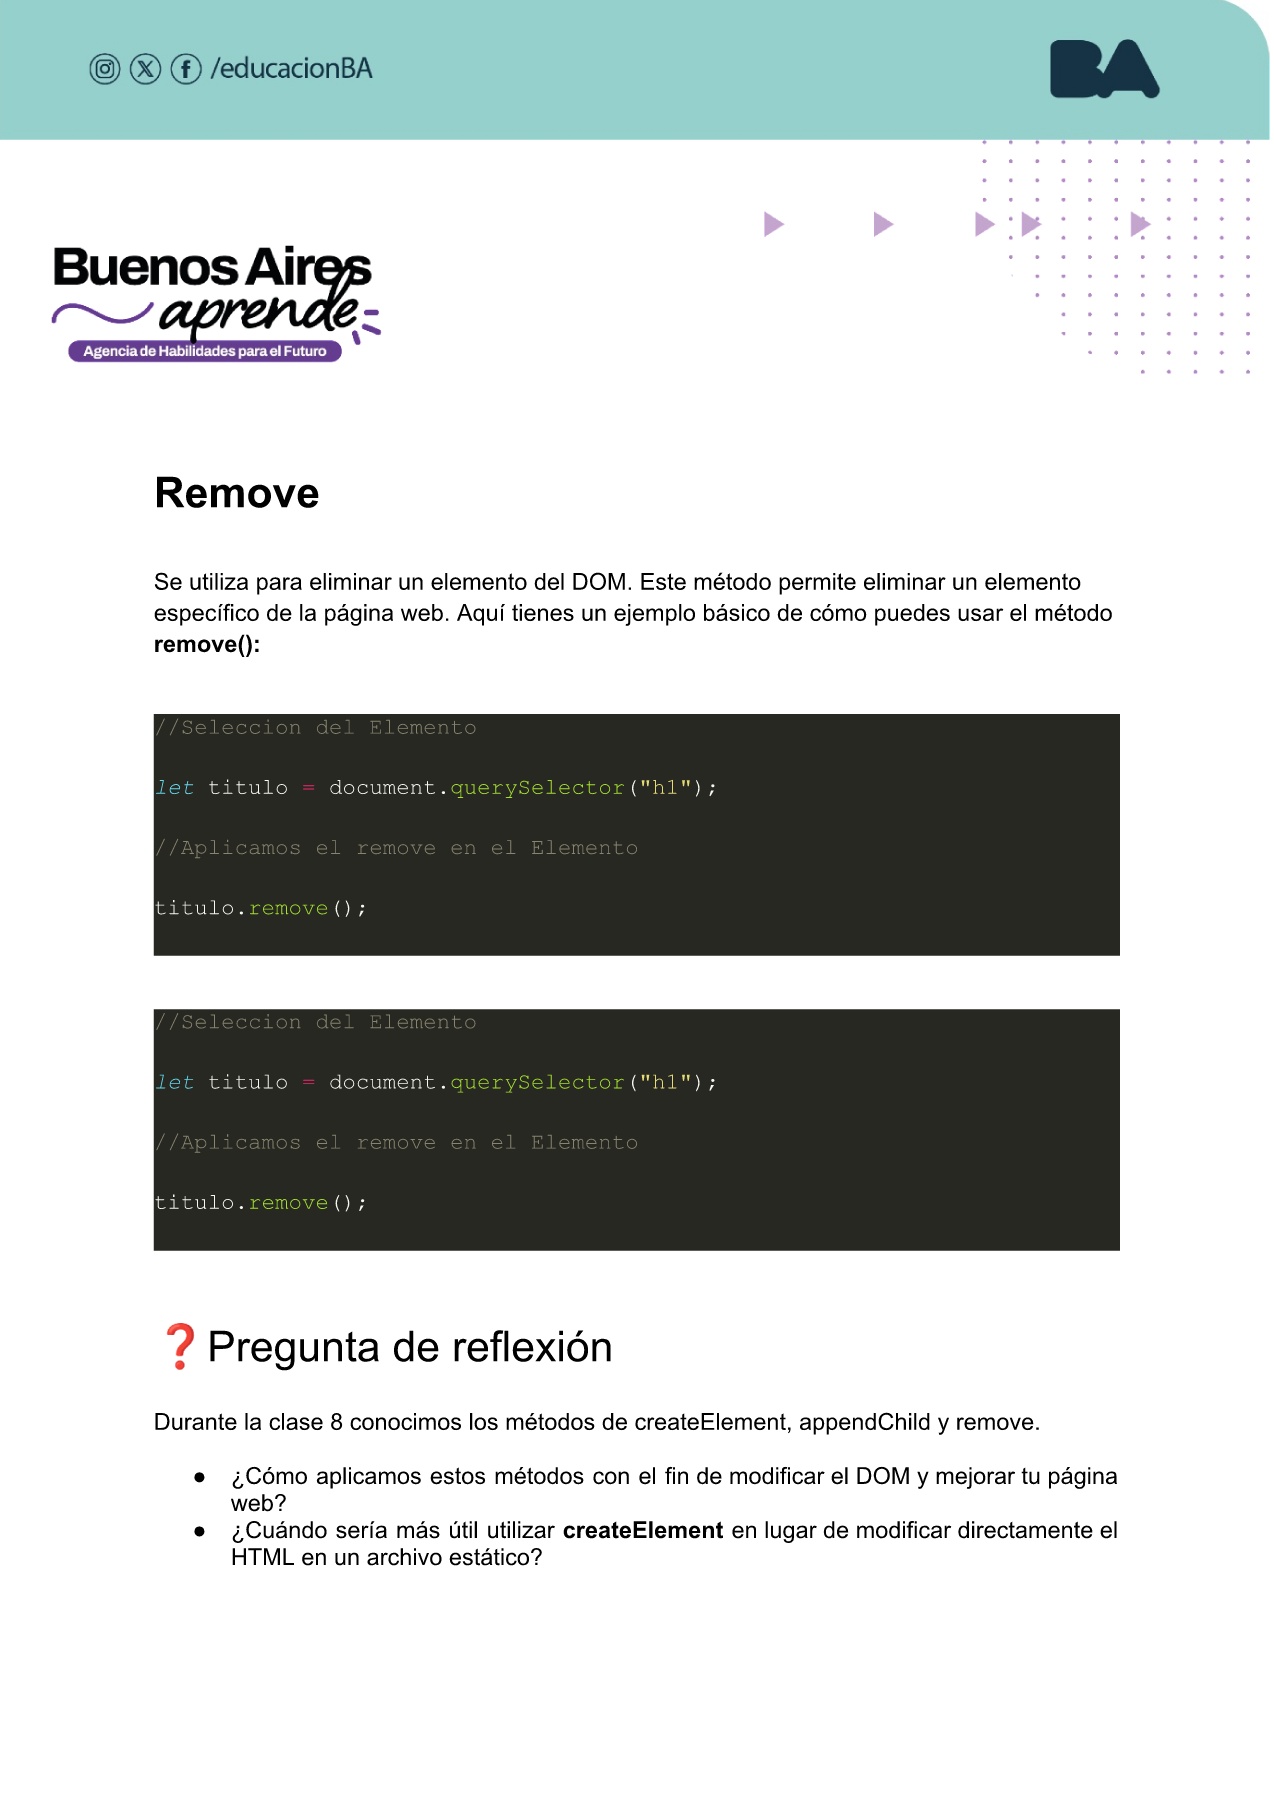 /educacionBA
BA
Buenos Aires
aprende
Agencia de Habilidades para el Futuro
Remove
Se utiliza para eliminar un elemento del DOM. Este método permite eliminar un elemento
específico de la página web. Aquí tienes un ejemplo básico de cómo puedes usar el método
remove():
//Seleccion del Elemento
let titulo = document.querySelector("h1");
//Aplicamos el remove en el Elemento
titulo.remove();
//Seleccion del Elemento
let titulo = document.querySelector("h1");
//Aplicamos el remove en el Elemento
titulo.remove();
❓Pregunta de reflexión
Durante la clase 8 conocimos los métodos de createElement, appendChild y remove.
● ¿Cómo aplicamos estos métodos con el fin de modificar el DOM y mejorar tu página
web?
● ¿Cuándo sería más útil utilizar createElement en lugar de modificar directamente el
HTML en un archivo estático?